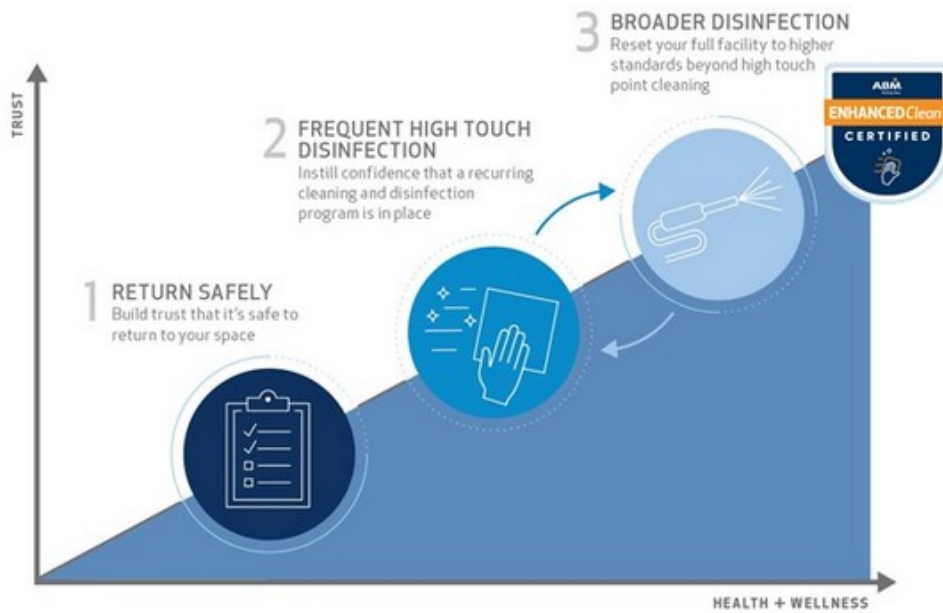 3 BROADER DISINFECTION
Reset your full facility to higher
standards beyond high touch
point cleaning
ABM
ENHANCEDClean
CERTIFIED
TRUST
2 FREQUENT HIGH TOUCH
DISINFECTION
Instill confidence that a recurring
cleaning and disinfection
program is in place
1 RETURN SAFELY
Build trust that it's safe to
return to your space
HEALTH + WELLNESS